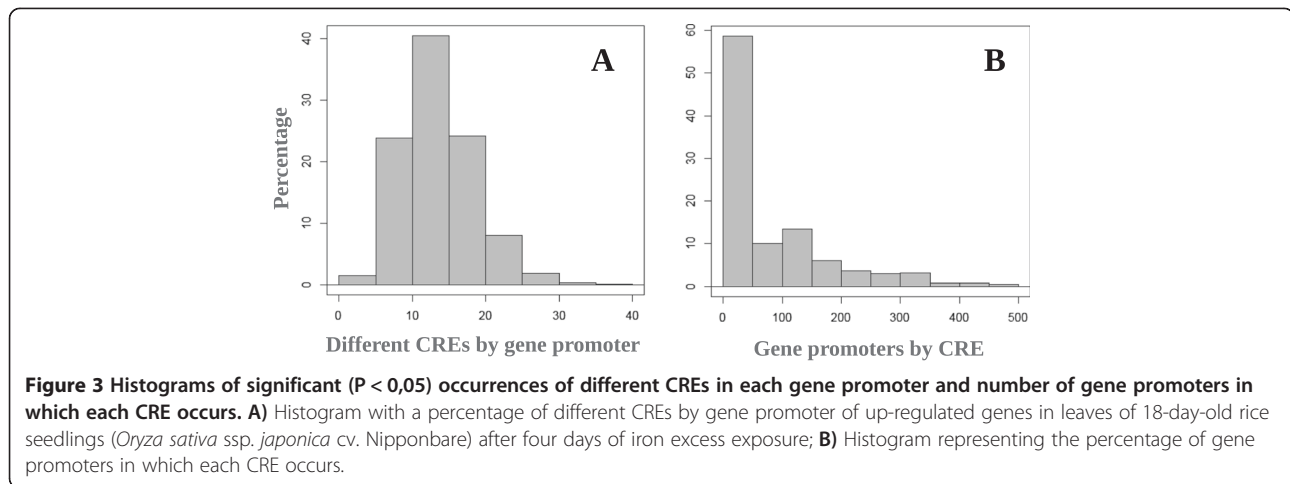 A
Percentage
0 10 20 30 40
0 10 20 30 40
Different CREs by gene promoter
B
0 10 20 30 40 50 60
0 100 200 300 400 500
Gene promoters by CRE
Figure 3 Histograms of significant (P < 0,05) occurrences of different CREs in each gene promoter and number of gene promoters in
which each CRE occurs. A) Histogram with a percentage of different CREs by gene promoter of up-regulated genes in leaves of 18-day-old rice
seedlings (Oryza sativa ssp. japonica cv. Nipponbare) after four days of iron excess exposure; B) Histogram representing the percentage of gene
promoters in which each CRE occurs.